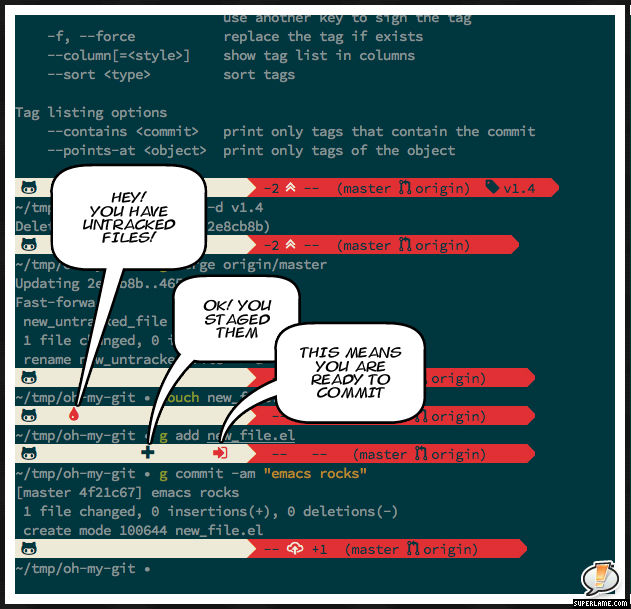 use another key to sign the tag
-f, --force replace the tag if exists
--column[=<style>] show tag list in columns
--sort <type> sort tags
Tag listing options
--contains <commit> print only tags that contain the commit
--points-at <object> print only tags of the object
-2 -- (master origin) v1.4
~/tmp -d v1.4
HEY!
YOU HAVE
UNTRACKED
FILES!
2e8cb8b)
-2 -- (master origin)
~/tmp/oh origin/master
Updating
Fast-forwa
new_untracked_file
1 file changed, 0
rename
OK! YOU
STAGED
THEM
THIS MEANS
YOU ARE
READY TO
COMMIT
origin)
~/tmp/oh-my-git • touch
origin)
~/tmp/oh-my-git • g add new_file.el
-- -- (master origin)
~/tmp/oh-my-git • g commit -am "emacs rocks"
[master 4f21c67] emacs rocks
1 file changed, 0 insertions(+), 0 deletions(-)
create mode 100644 new_file.el
-- +1 (master origin)
~/tmp/oh-my-git •
SUPERLAME.COM